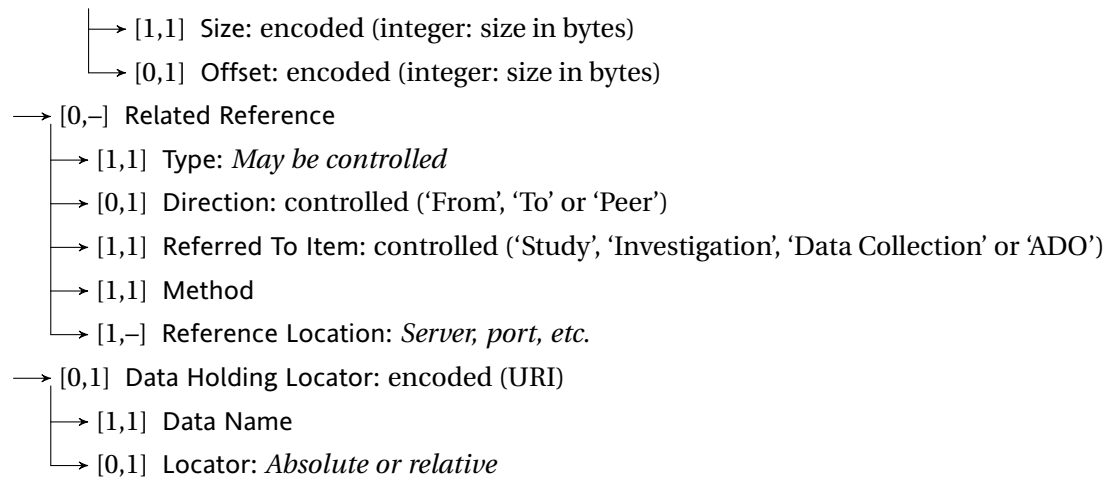 [1,1] Size: encoded (integer: size in bytes)
[0,1] Offset: encoded (integer: size in bytes)
[0,–] Related Reference
[1,1] Type: May be controlled
[0,1] Direction: controlled (‘From’, ‘To’ or ‘Peer’)
[1,1] Referred To Item: controlled (‘Study’, ‘Investigation’, ‘Data Collection’ or ‘ADO’)
[1,1] Method
[1,–] Reference Location: Server, port, etc.
[0,1] Data Holding Locator: encoded (URI)
[1,1] Data Name
[0,1] Locator: Absolute or relative